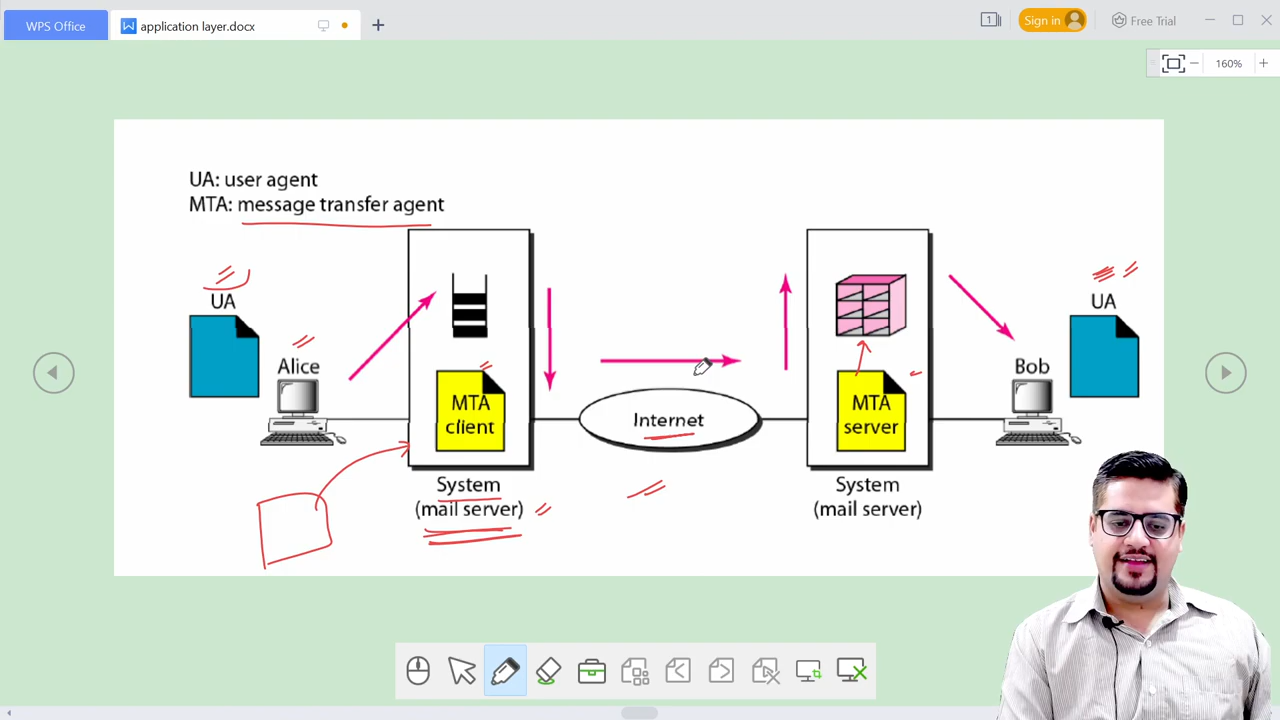 WPS Office
application layer.docx
1
Sign in
Free Trial
160%
UA: user agent
MTA: message transfer agent
UA
Alice
MTA
client
System
(mail server)
Internet
MTA
server
System
(mail server)
Bob
UA